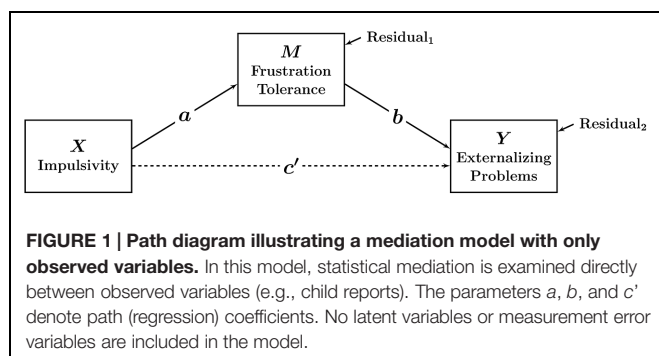 M
Frustration
Tolerance
Residual₁
a
b
X
Impulsivity
c′
Y
Externalizing
Problems
Residual₂
FIGURE 1 | Path diagram illustrating a mediation model with only
observed variables. In this model, statistical mediation is examined directly
between observed variables (e.g., child reports). The parameters a, b, and c'
denote path (regression) coefficients. No latent variables or measurement error
variables are included in the model.